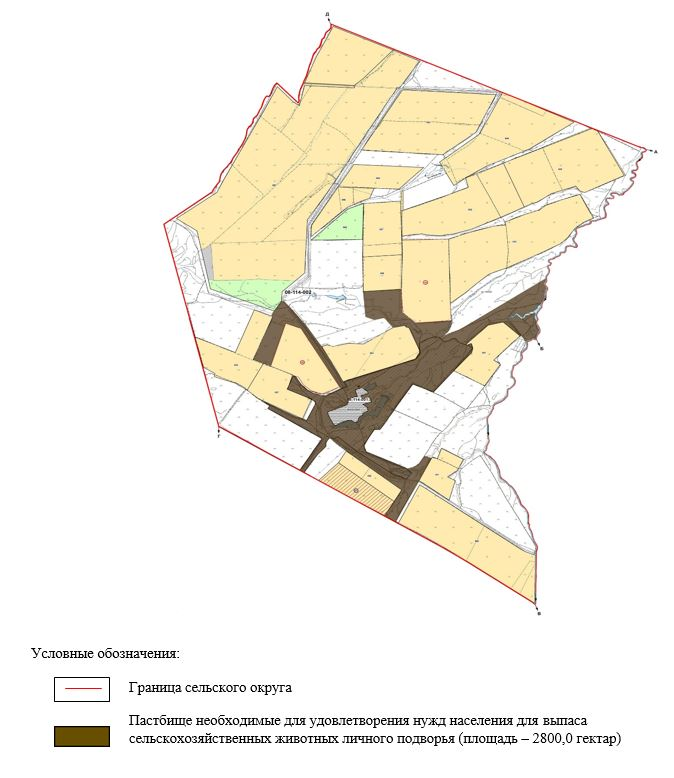 Д
А
06-114-002
Б
Г
В
Условные обозначения:
Граница сельского округа
Пастбище необходимые для удовлетворения нужд населения для выпаса
сельскохозяйственных животных личного подворья (площадь – 2800,0 гектар)